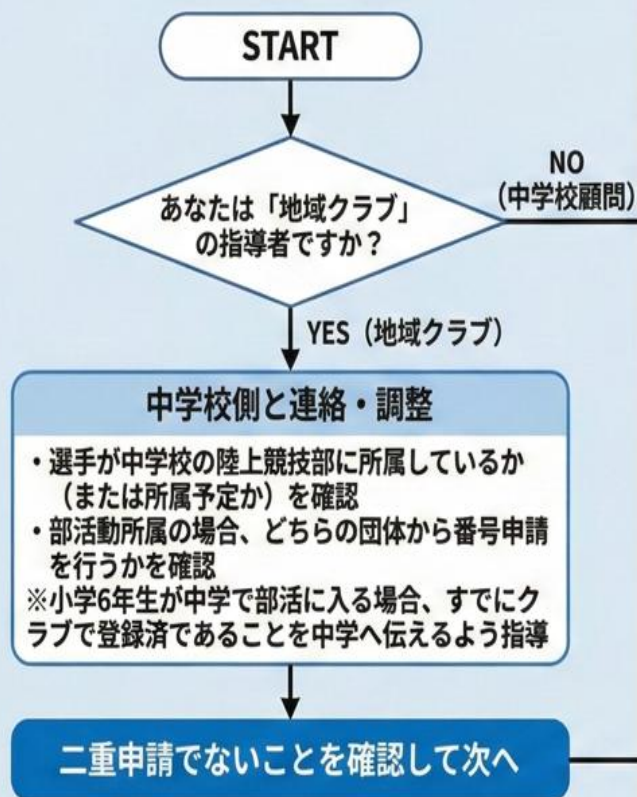 START
あなたは「地域クラブ」
の指導者ですか？
NO
（中学校顧問）
YES（地域クラブ）
中学校側と連絡・調整
・選手が中学校の陸上競技部に所属しているか
（または所属予定か）を確認
・部活動所属の場合、どちらの団体から番号申請
を行うかを確認
※小学6年生が中学で部活に入る場合、すでにク
ラブで登録済であることを中学へ伝えるよう指導
二重申請でないことを確認して次へ